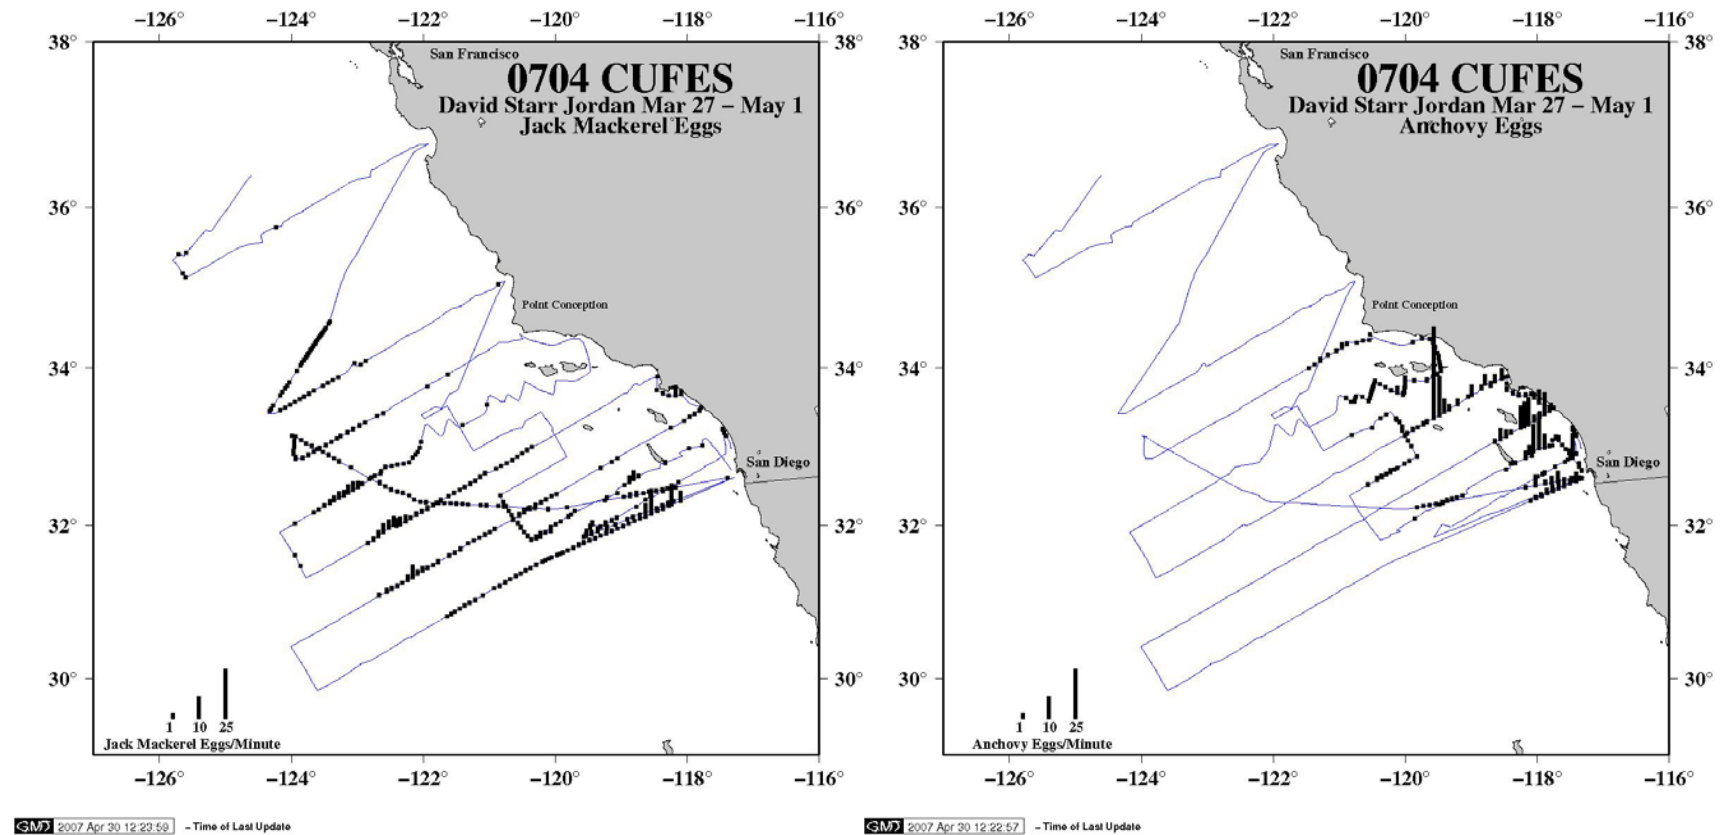 −126° −124° −122° −120° −118° −116°
38° 38°
San Francisco
0704 CUFES
David Starr Jordan Mar 27 − May 1
Jack Mackerel Eggs
36° 36°
Point Conception
34° 34°
San Diego
32° 32°
30° 30°
1 10 25
Jack Mackerel Eggs/Minute
−126° −124° −122° −120° −118° −116°
GMT 2007 Apr 30 12:23:59 − Time of Last Update
−126° −124° −122° −120° −118° −116°
38° 38°
San Francisco
0704 CUFES
David Starr Jordan Mar 27 − May 1
Anchovy Eggs
36° 36°
Point Conception
34° 34°
San Diego
32° 32°
30° 30°
1 10 25
Anchovy Eggs/Minute
−126° −124° −122° −120° −118° −116°
GMT 2007 Apr 30 12:22:57 − Time of Last Update